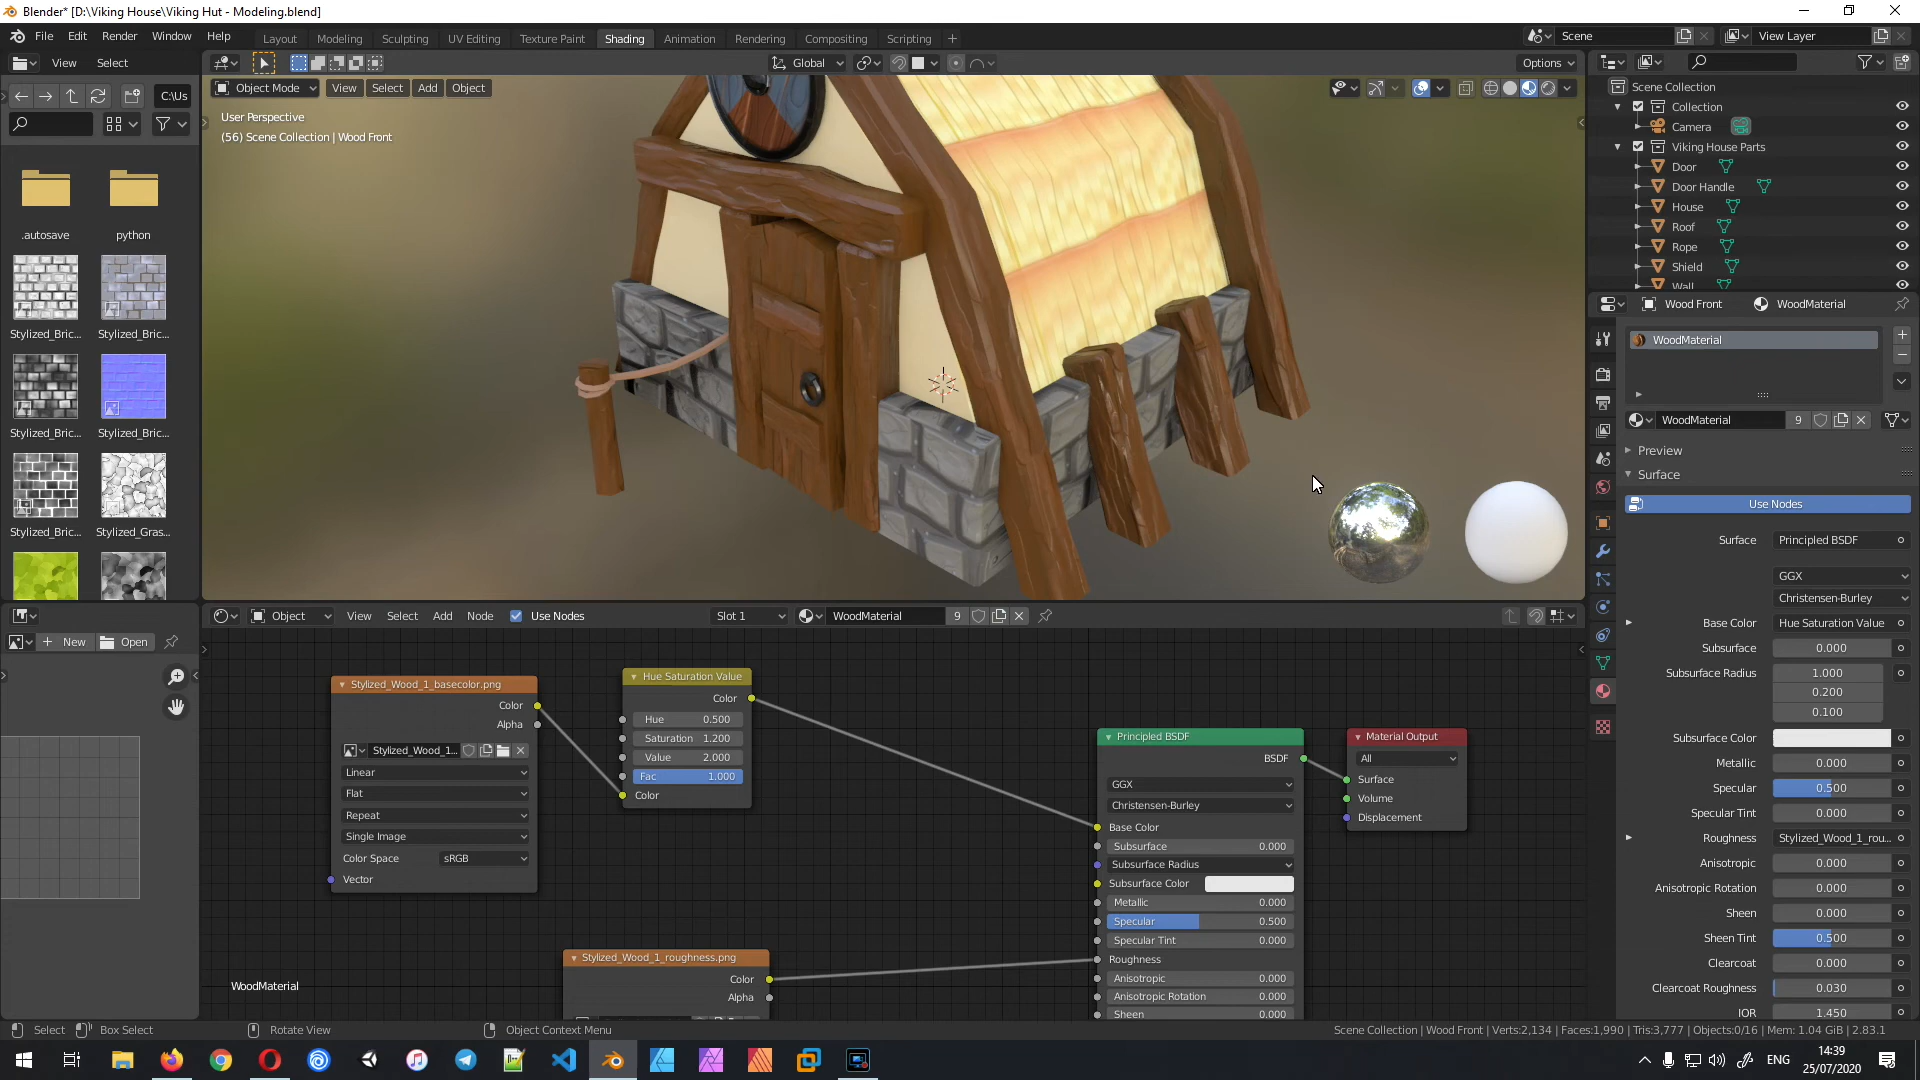 Blender* [D:\Viking House\Viking Hut - Modeling.blend]
File Edit Render Window Help
Layout Modeling Sculpting UV Editing Texture Paint Shading Animation Rendering Compositing Scripting +
Scene View Layer
View Select
Global
Options
C:\Us
Object Mode View Select Add Object
User Perspective
(56) Scene Collection | Wood Front
.autosave python
Stylized_Bric... Stylized_Bric...
Stylized_Bric... Stylized_Bric...
Stylized_Bric... Stylized_Gras...
Scene Collection
Collection
Camera
Viking House Parts
Door
Door Handle
House
Roof
Rope
Shield
Wall
Wood Front WoodMaterial
WoodMaterial
WoodMaterial 9
Preview
Surface
Use Nodes
Surface Principled BSDF
GGX
Christensen-Burley
Base Color Hue Saturation Value
Subsurface 0.000
Subsurface Radius 1.000
0.200
0.100
Subsurface Color
Metallic 0.000
Specular 0.500
Specular Tint 0.000
Roughness Stylized_Wood_1_rou...
Anisotropic 0.000
Anisotropic Rotation 0.000
Sheen 0.000
Sheen Tint 0.500
Clearcoat 0.000
Clearcoat Roughness 0.030
IOR 1.450
Object View Select Add Node Use Nodes Slot 1 WoodMaterial 9
+ New Open
Stylized_Wood_1_basecolor.png
Color
Alpha
Stylized_Wood_1...
Linear
Flat
Repeat
Single Image
Color Space sRGB
Vector
Hue Saturation Value
Color
Hue 0.500
Saturation 1.200
Value 2.000
Fac 1.000
Color
Stylized_Wood_1_roughness.png
Color
Alpha
Principled BSDF
BSDF
GGX
Christensen-Burley
Base Color
Subsurface 0.000
Subsurface Radius
Subsurface Color
Metallic 0.000
Specular 0.500
Specular Tint 0.000
Roughness
Anisotropic 0.000
Anisotropic Rotation 0.000
Sheen 0.000
Material Output
All
Surface
Volume
Displacement
WoodMaterial
Select Box Select Rotate View Object Context Menu
Scene Collection | Wood Front | Verts:2,134 | Faces:1,990 | Tris:3,777 | Objects:0/16 | Mem: 1.04 GiB | 2.83.1
ENG
14:39
25/07/2020